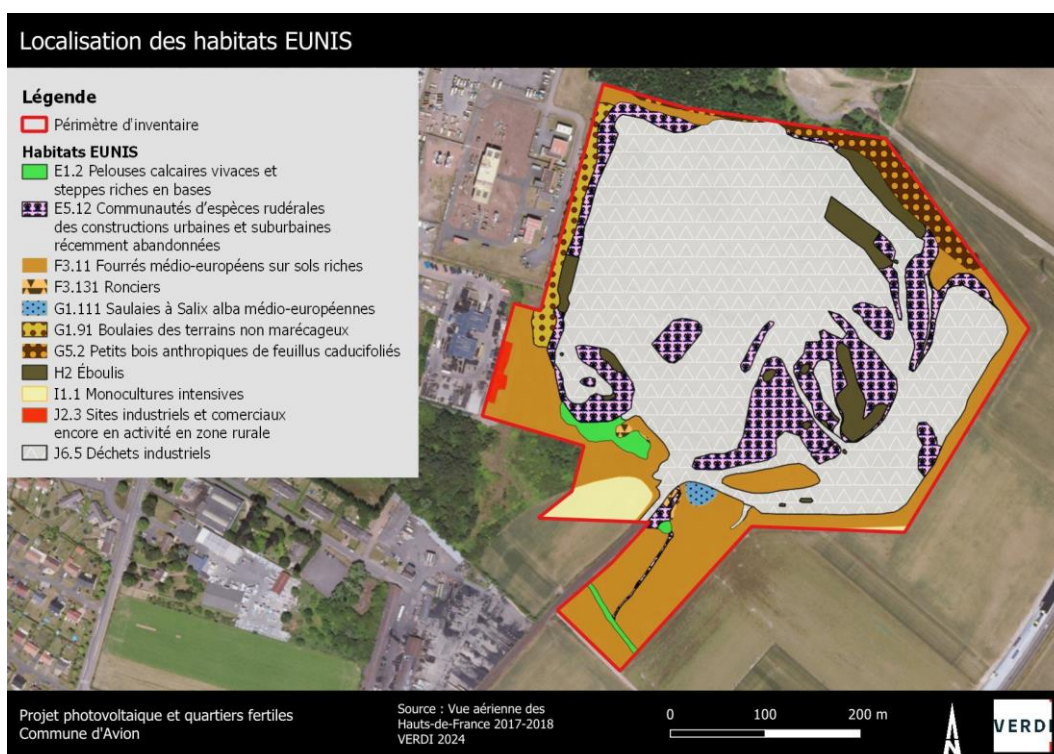 Localisation des habitats EUNIS
Légende
Périmètre d'inventaire
Habitats EUNIS
E1.2 Pelouses calcaires vivaces et
steppes riches en bases
E5.12 Communautés d'espèces rudérales
des constructions urbaines et suburbaines
récemment abandonnées
F3.11 Fourrés médio-européens sur sols riches
F3.131 Ronciers
G1.111 Saulaies à Salix alba médio-européennes
G1.91 Boulaies des terrains non marécageux
G5.2 Petits bois anthropiques de feuillus caducifoliés
H2 Éboulis
I1.1 Monocultures intensives
J2.3 Sites industriels et comerciaux
encore en activité en zone rurale
J6.5 Déchets industriels
Projet photovoltaique et quartiers fertiles
Commune d'Avion
Source : Vue aérienne des
Hauts-de-France 2017-2018
VERDI 2024
0 100 200 m
N
VERDI